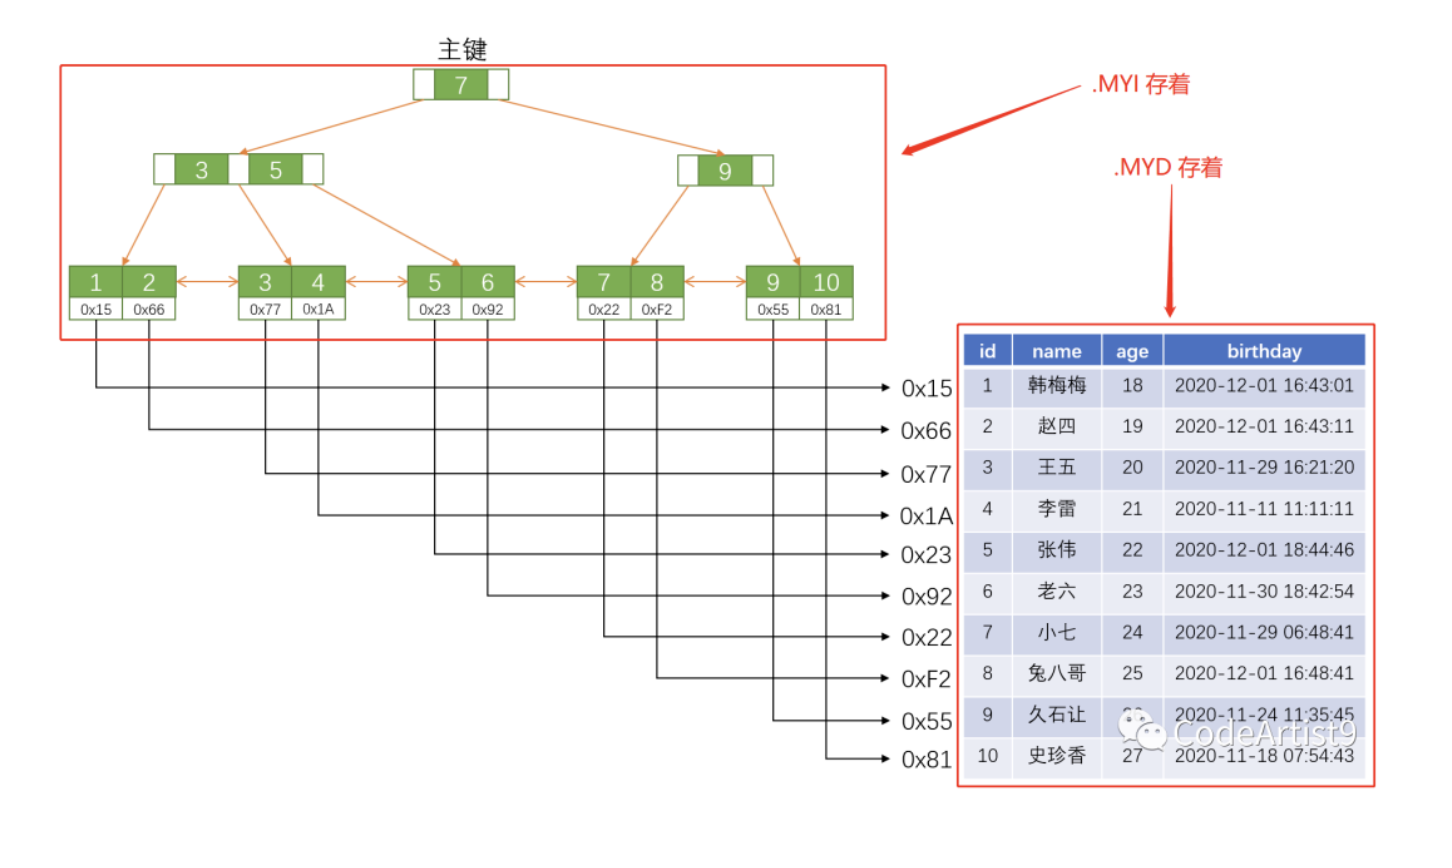 主键
7
.MYI 存着
3 5
9
.MYD 存着
1 2 3 4 5 6 7 8 9 10
0x15 0x66 0x77 0x1A 0x23 0x92 0x22 0xF2 0x55 0x81
id name age birthday
0x15 1 韩梅梅 18 2020-12-01 16:43:01
0x66 2 赵四 19 2020-12-01 16:43:11
0x77 3 王五 20 2020-11-29 16:21:20
0x1A 4 李雷 21 2020-11-11 11:11:11
0x23 5 张伟 22 2020-12-01 18:44:46
0x92 6 老六 23 2020-11-30 18:42:54
0x22 7 小七 24 2020-11-29 06:48:41
0xF2 8 兔八哥 25 2020-12-01 16:48:41
0x55 9 久石让 2020-11-24 11:35:45
CodeArtist9
0x81 10 史珍香 27 2020-11-18 07:54:43